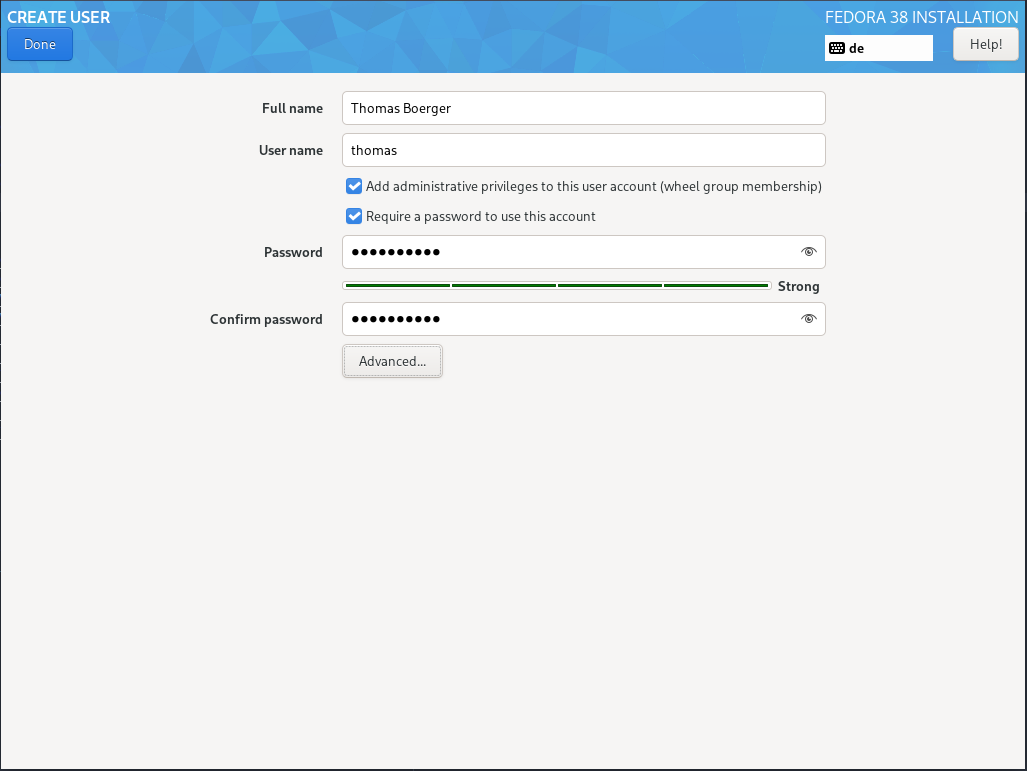 CREATE USER
FEDORA 38 INSTALLATION
Done
de
Help!
Full name
Thomas Boerger
User name
thomas
Add administrative privileges to this user account (wheel group membership)
Require a password to use this account
Password
●●●●●●●●●●
Strong
Confirm password
●●●●●●●●●●
Advanced...